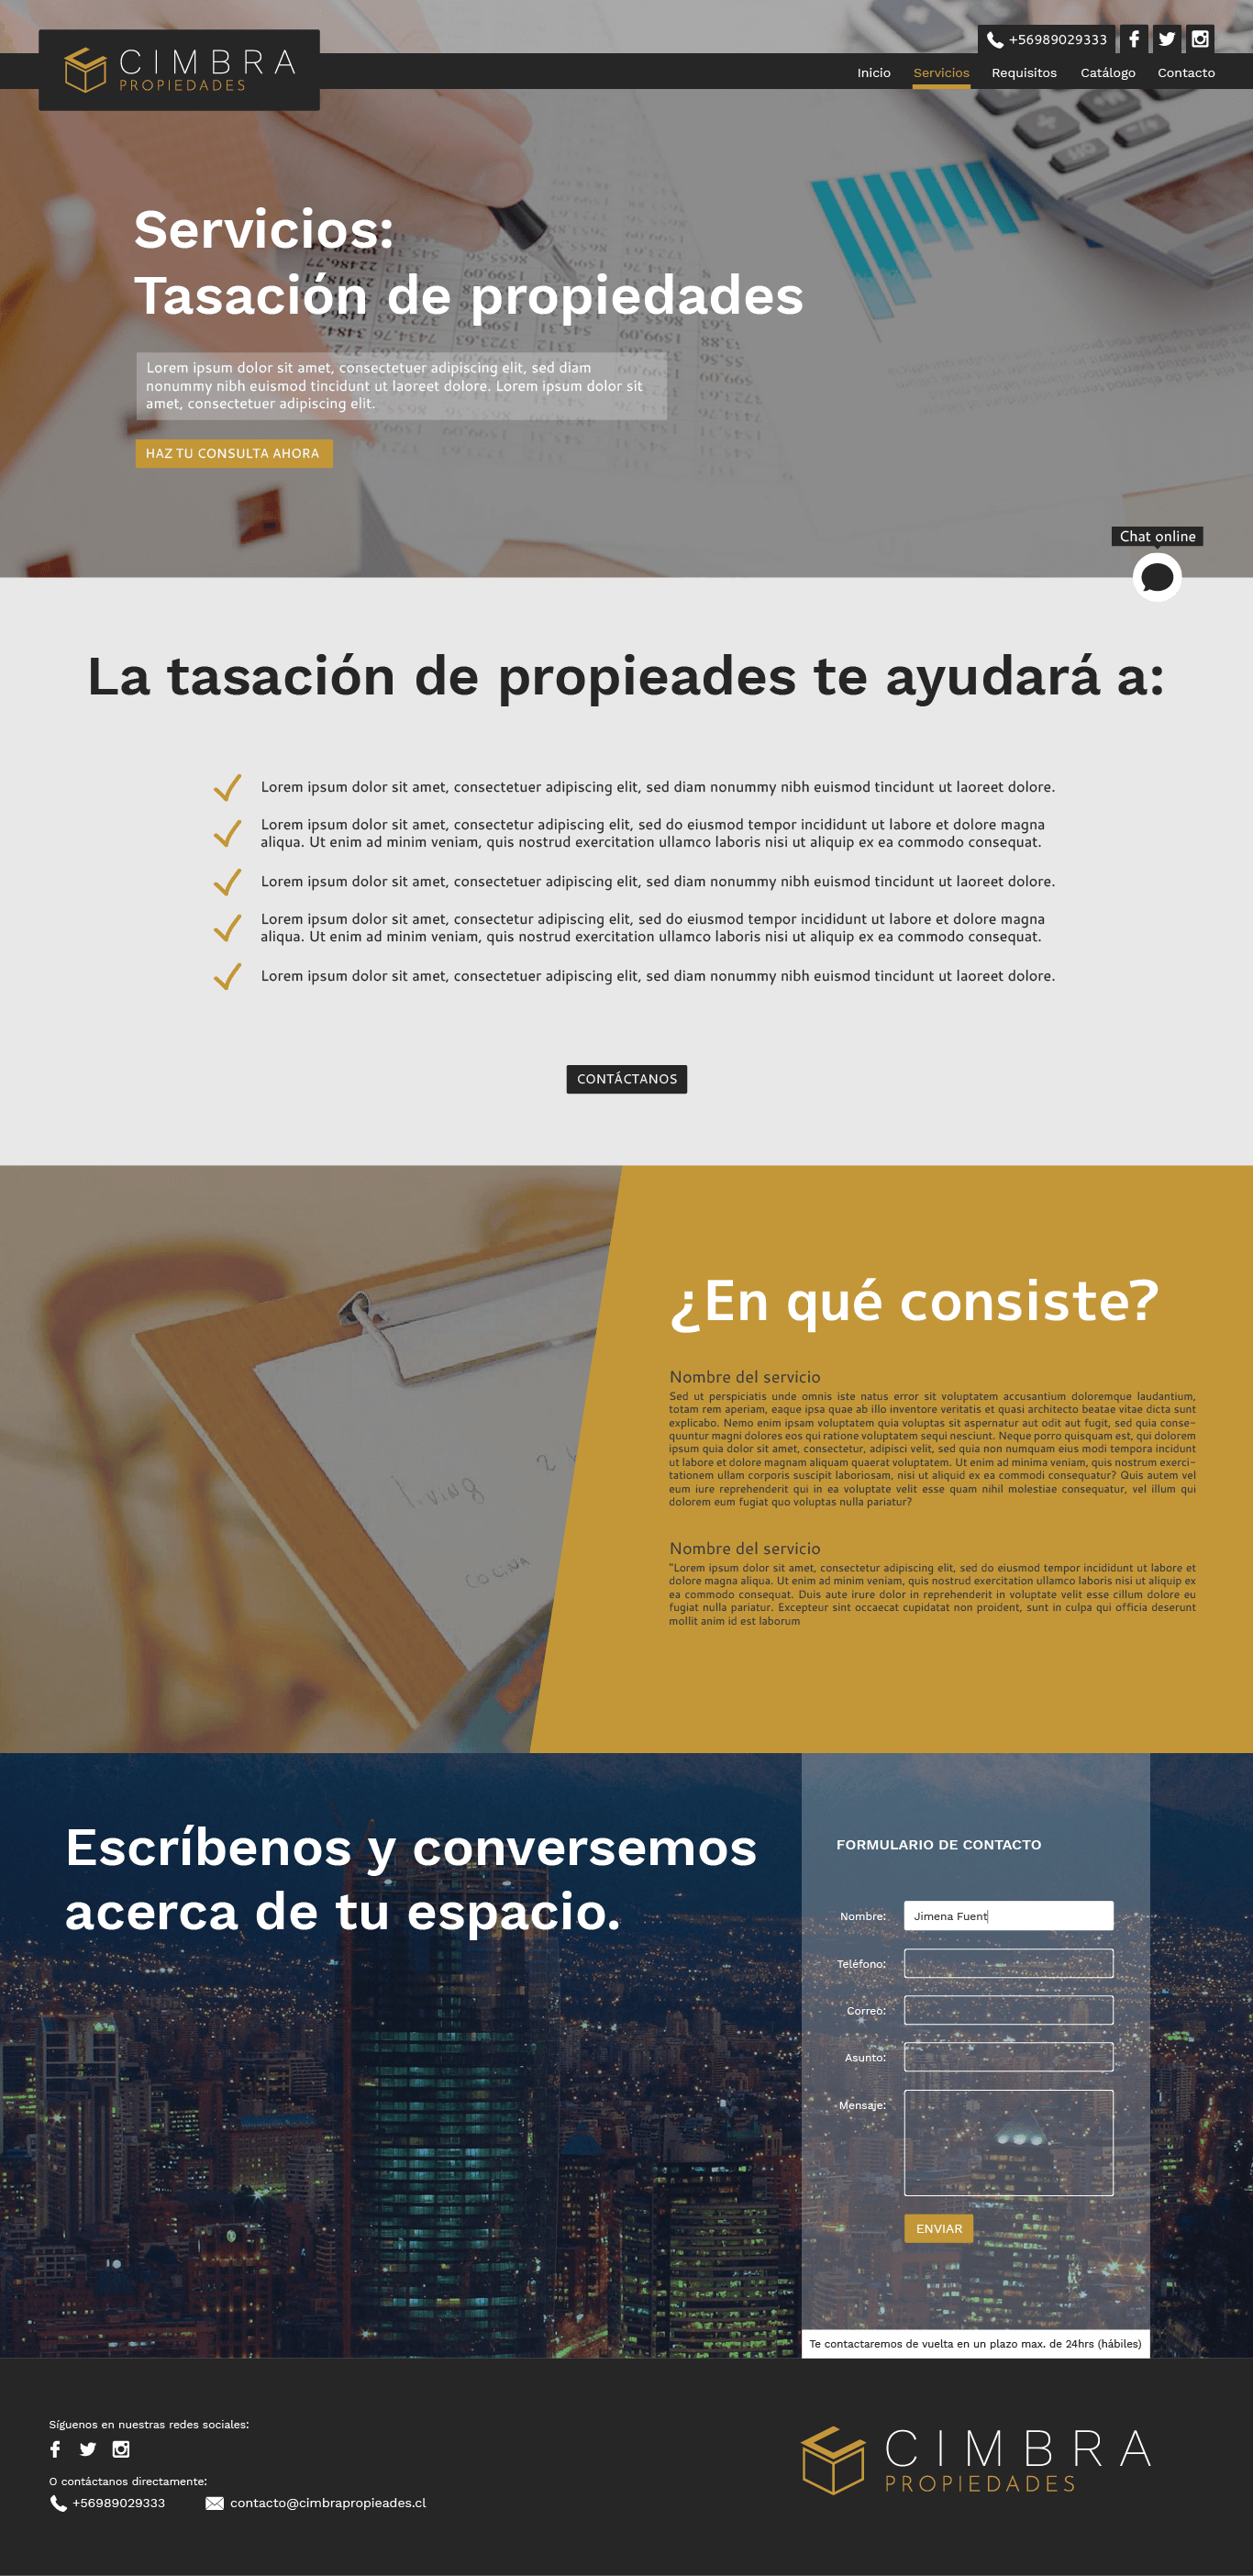 CIMBRA
PROPIEDADES
+56989029333
Inicio Servicios Requisitos Catálogo Contacto
Servicios:
Tasación de propiedades
Lorem ipsum dolor sit amet, consectetuer adipiscing elit, sed diam
nonummy nibh euismod tincidunt ut laoreet dolore. Lorem ipsum dolor sit
amet, consectetuer adipiscing elit.
HAZ TU CONSULTA AHORA
Chat online
La tasación de propieades te ayudará a:
Lorem ipsum dolor sit amet, consectetuer adipiscing elit, sed diam nonummy nibh euismod tincidunt ut laoreet dolore.
Lorem ipsum dolor sit amet, consectetur adipiscing elit, sed do eiusmod tempor incididunt ut labore et dolore magna
aliqua. Ut enim ad minim veniam, quis nostrud exercitation ullamco laboris nisi ut aliquip ex ea commodo consequat.
Lorem ipsum dolor sit amet, consectetuer adipiscing elit, sed diam nonummy nibh euismod tincidunt ut laoreet dolore.
Lorem ipsum dolor sit amet, consectetur adipiscing elit, sed do eiusmod tempor incididunt ut labore et dolore magna
aliqua. Ut enim ad minim veniam, quis nostrud exercitation ullamco laboris nisi ut aliquip ex ea commodo consequat.
Lorem ipsum dolor sit amet, consectetuer adipiscing elit, sed diam nonummy nibh euismod tincidunt ut laoreet dolore.
CONTÁCTANOS
living
COCINA
¿En qué consiste?
Nombre del servicio
Sed ut perspiciatis unde omnis iste natus error sit voluptatem accusantium doloremque laudantium,
totam rem aperiam, eaque ipsa quae ab illo inventore veritatis et quasi architecto beatae vitae dicta sunt
explicabo. Nemo enim ipsam voluptatem quia voluptas sit aspernatur aut odit aut fugit, sed quia conse-
quuntur magni dolores eos qui ratione voluptatem sequi nesciunt. Neque porro quisquam est, qui dolorem
ipsum quia dolor sit amet, consectetur, adipisci velit, sed quia non numquam eius modi tempora incidunt
ut labore et dolore magnam aliquam quaerat voluptatem. Ut enim ad minima veniam, quis nostrum exerci-
tationem ullam corporis suscipit laboriosam, nisi ut aliquid ex ea commodi consequatur? Quis autem vel
eum iure reprehenderit qui in ea voluptate velit esse quam nihil molestiae consequatur, vel illum qui
dolorem eum fugiat quo voluptas nulla pariatur?
Nombre del servicio
"Lorem ipsum dolor sit amet, consectetur adipiscing elit, sed do eiusmod tempor incididunt ut labore et
dolore magna aliqua. Ut enim ad minim veniam, quis nostrud exercitation ullamco laboris nisi ut aliquip ex
ea commodo consequat. Duis aute irure dolor in reprehenderit in voluptate velit esse cillum dolore eu
fugiat nulla pariatur. Excepteur sint occaecat cupidatat non proident, sunt in culpa qui officia deserunt
mollit anim id est laborum
Escríbenos y conversemos
acerca de tu espacio.
FORMULARIO DE CONTACTO
Nombre: Jimena Fuent
Teléfono:
Correo:
Asunto:
Mensaje:
ENVIAR
Te contactaremos de vuelta en un plazo max. de 24hrs (hábiles)
Síguenos en nuestras redes sociales:
O contáctanos directamente:
+56989029333 contacto@cimbrapropieades.cl
CIMBRA
PROPIEDADES